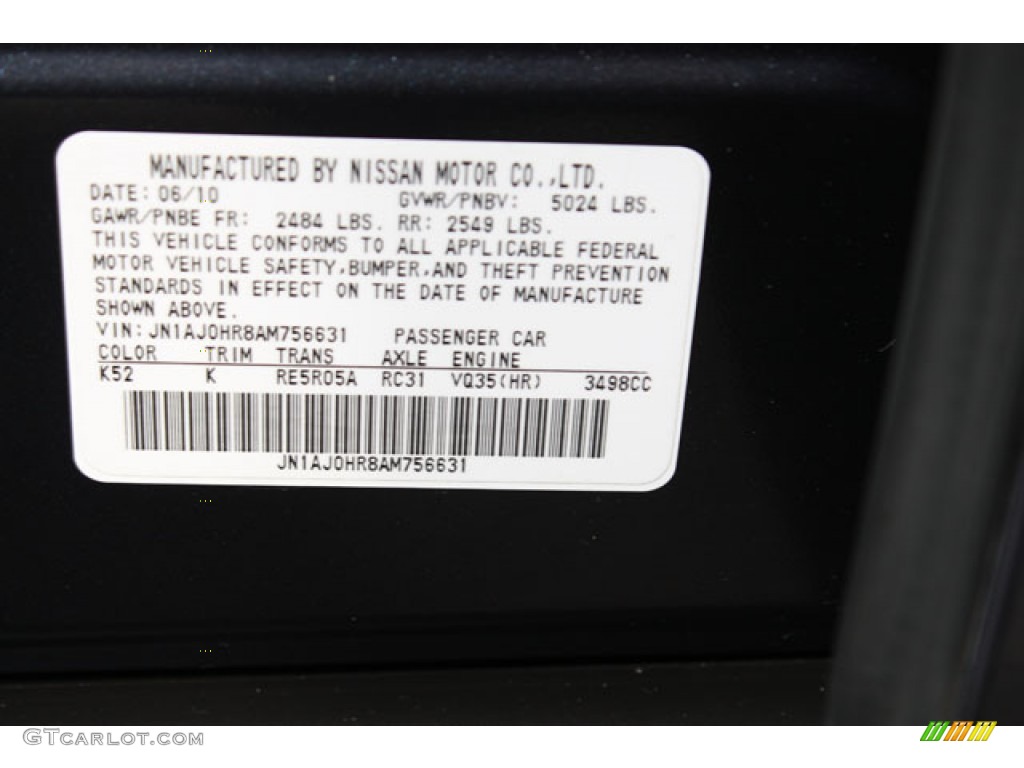 MANUFACTURED BY NISSAN MOTOR CO.,LTD.
DATE: 06/10 GVWR/PNBV: 5024 LBS.
GAWR/PNBE FR: 2484 LBS. RR: 2549 LBS.
THIS VEHICLE CONFORMS TO ALL APPLICABLE FEDERAL
MOTOR VEHICLE SAFETY,BUMPER,AND THEFT PREVENTION
STANDARDS IN EFFECT ON THE DATE OF MANUFACTURE
SHOWN ABOVE.
VIN: JN1AJ0HR8AM756631 PASSENGER CAR
COLOR TRIM TRANS AXLE ENGINE
K52 K RE5R05A RC31 VQ35(HR) 3498CC
JN1AJ0HR8AM756631
GTCARLOT.COM